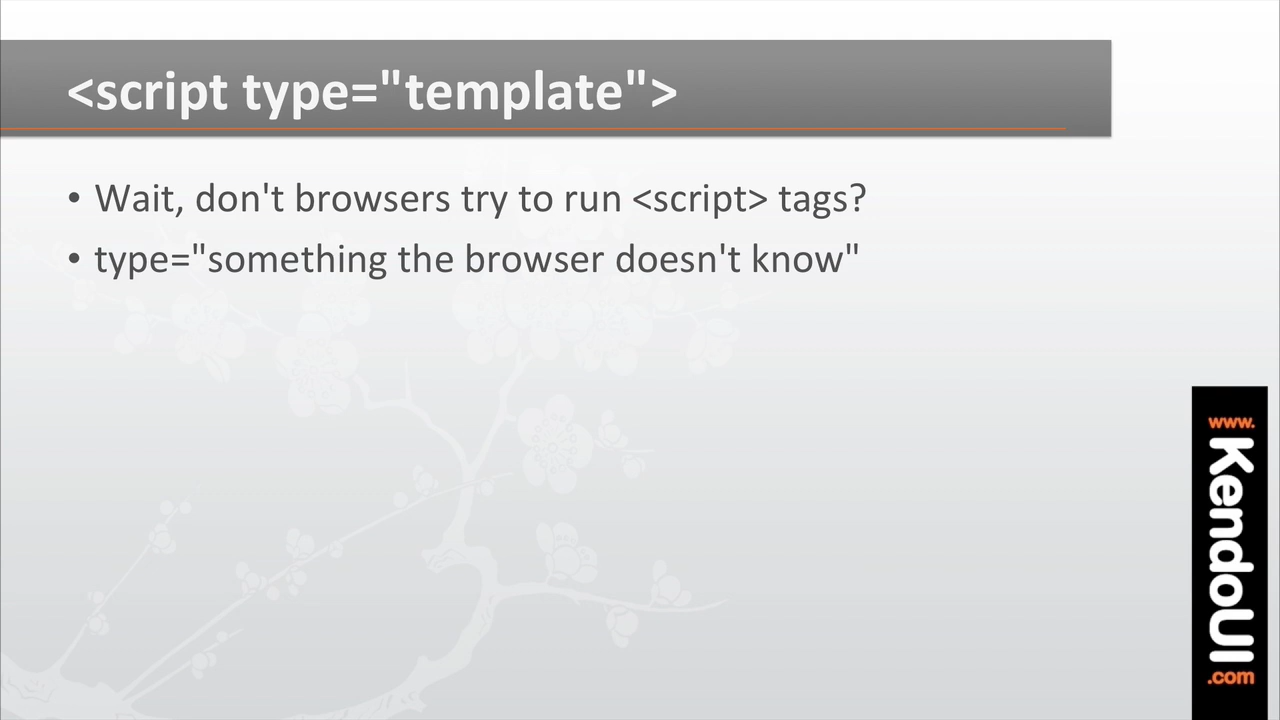 <script type="template">
• Wait, don't browsers try to run <script> tags?
• type="something the browser doesn't know"
www.
KendoUI
.com